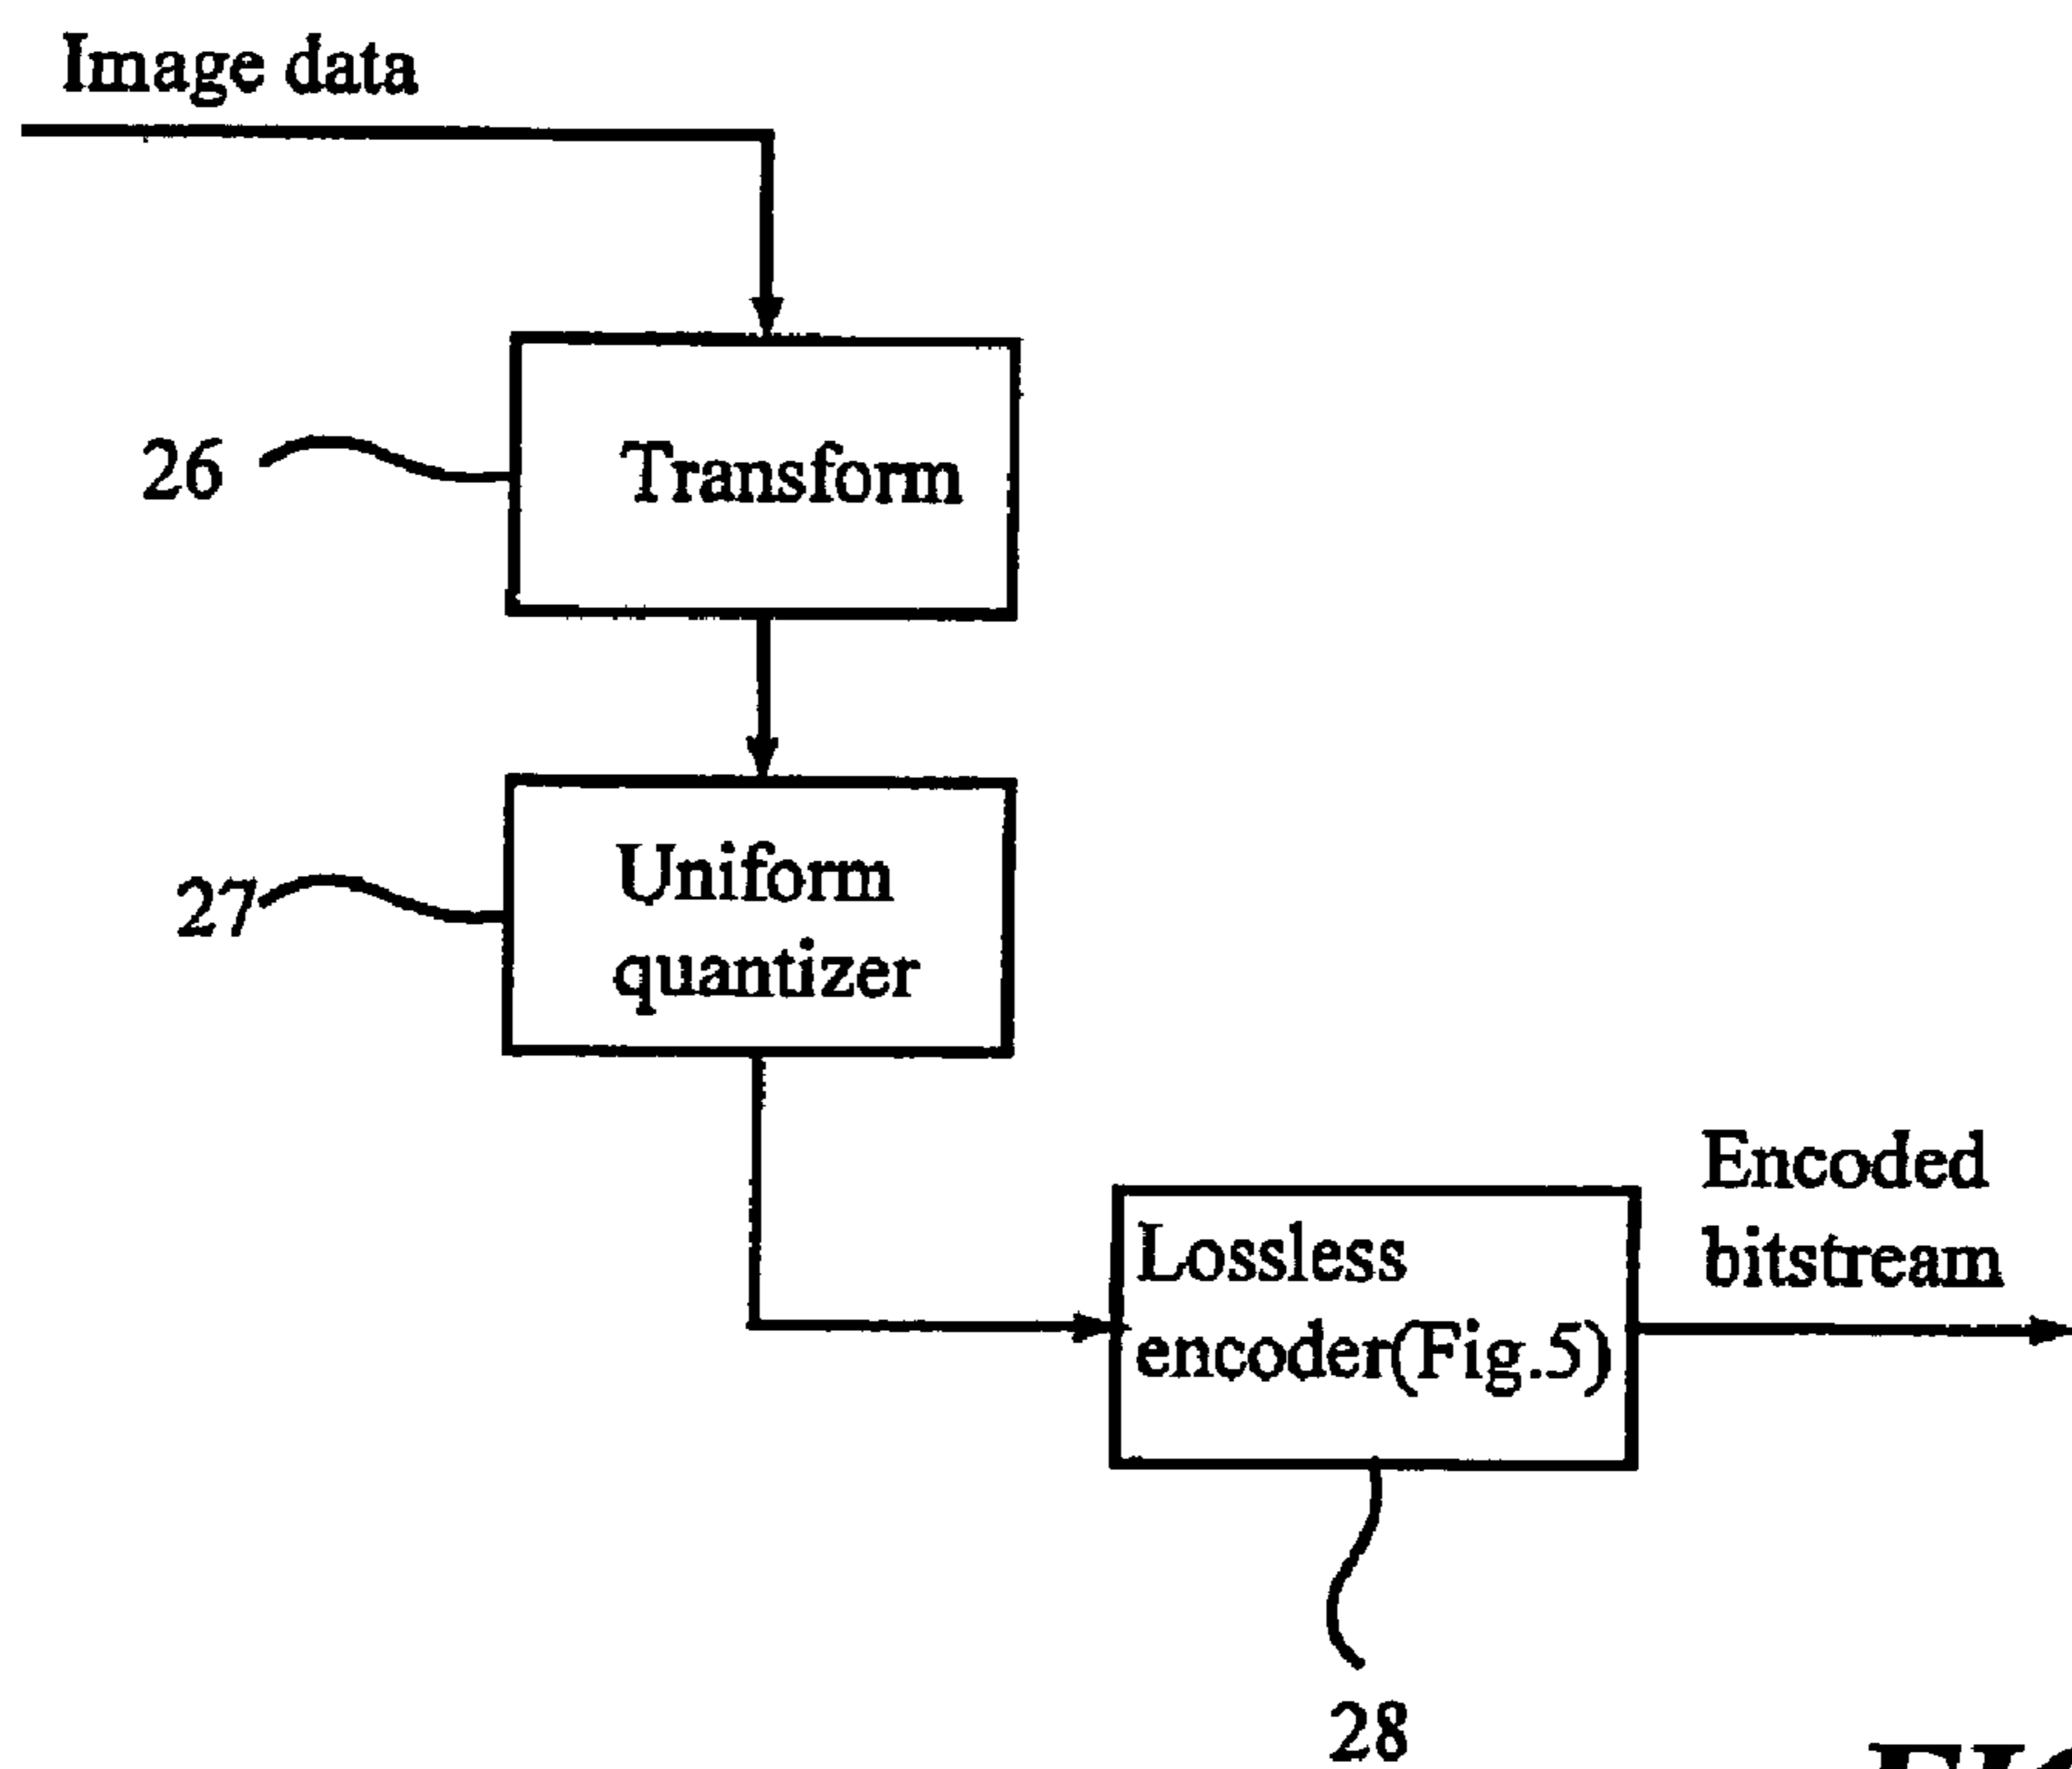 Image data
26
Transform
27
Uniform
quantizer
Lossless
encoder(Fig.5)
Encoded
bitstream
28